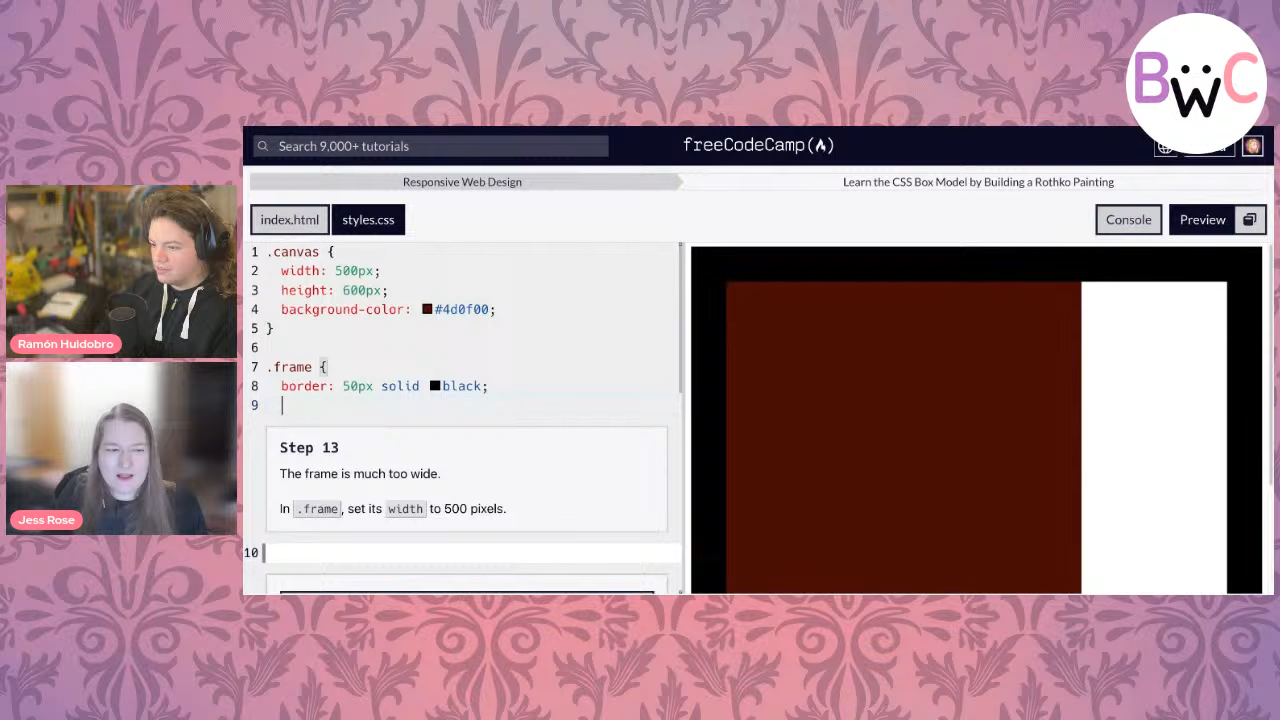 BWC
Search 9,000+ tutorials
freeCodeCamp
Responsive Web Design
Learn the CSS Box Model by Building a Rothko Painting
index.html
styles.css
Console
Preview
1 .canvas {
2 width: 500px;
3 height: 600px;
4 background-color: #4d0f00;
5 }
6
7 .frame {
8 border: 50px solid black;
9
Step 13
The frame is much too wide.
In .frame, set its width to 500 pixels.
10
Ramón Huidobro
Jess Rose